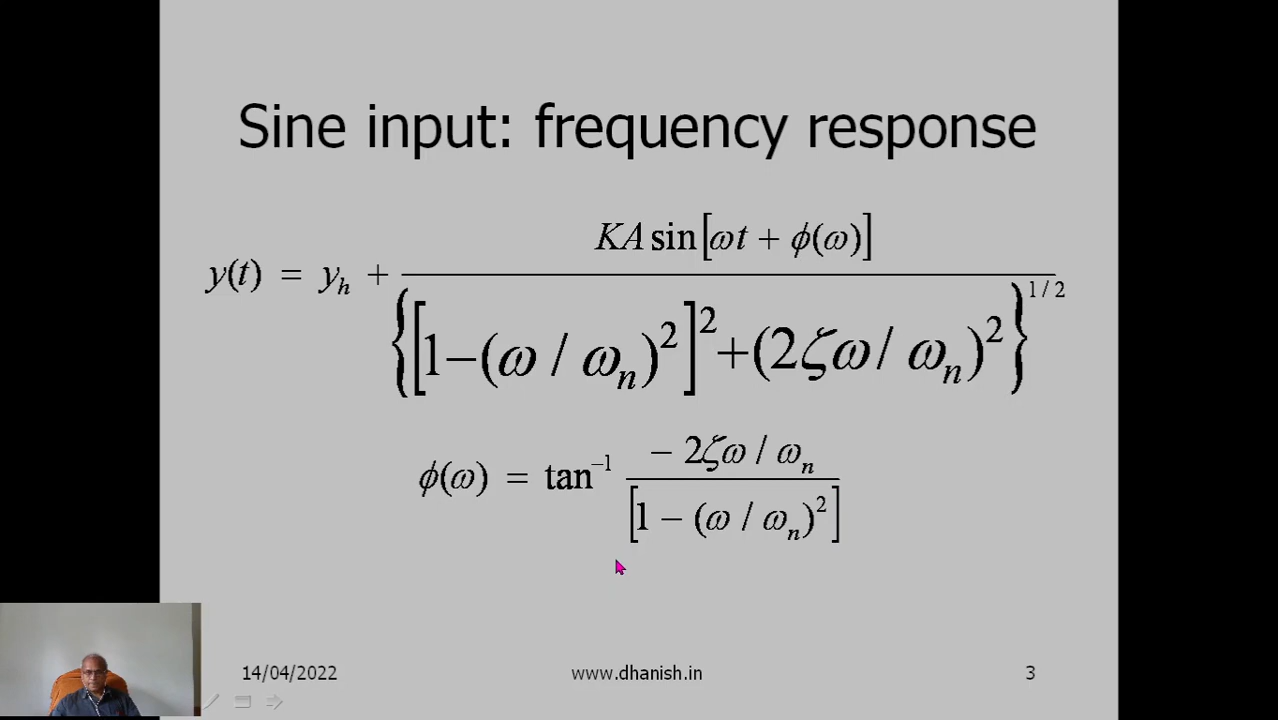 Sine input: frequency response
y(t) = y_h + KA sin[ωt + ϕ(ω)] / {[1−(ω / ω_n)^2]^2+(2ζω/ ω_n)^2}^1/2
ϕ(ω) = tan^−1 − 2ζω / ω_n / [1 − (ω / ω_n)^2]
14/04/2022 www.dhanish.in 3